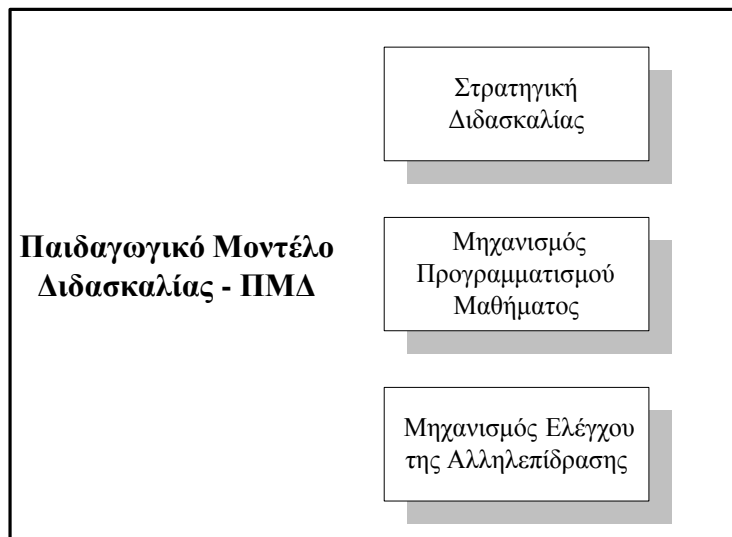 Παιδαγωγικό Μοντέλο
Διδασκαλίας - ΠΜΔ
Στρατηγική
Διδασκαλίας
Μηχανισμός
Προγραμματισμού
Μαθήματος
Μηχανισμός Ελέγχου
της Αλληλεπίδρασης